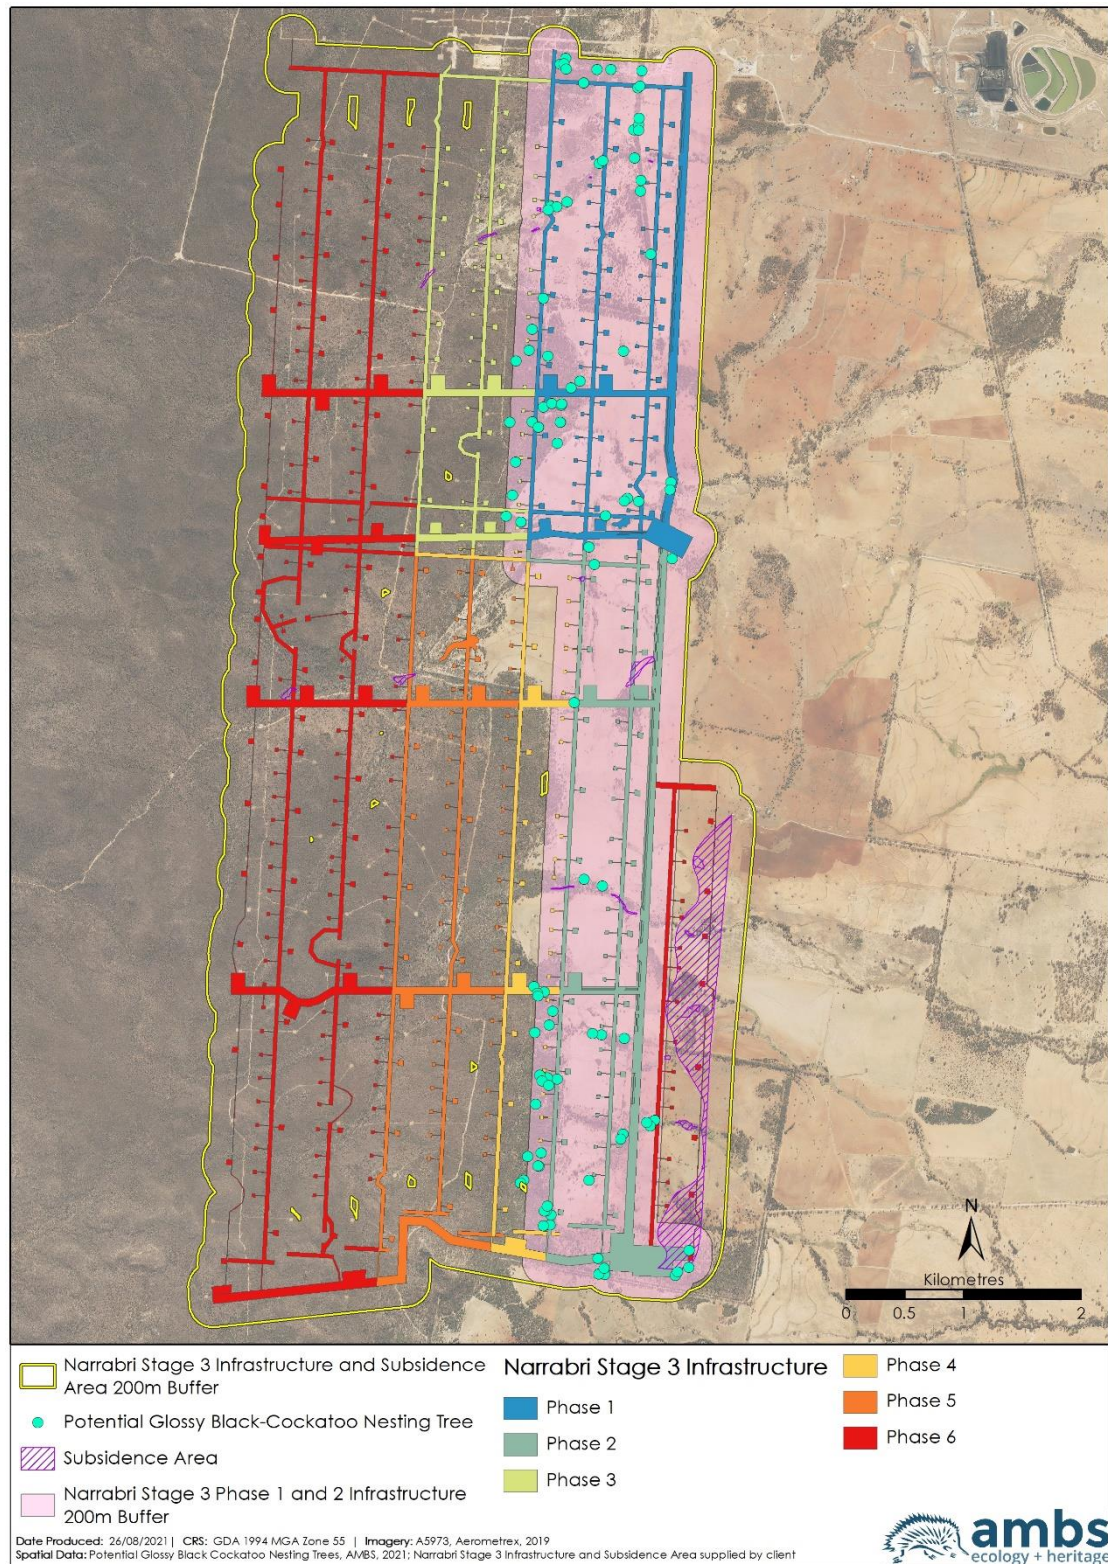 N
Kilometres
0 0.5 1 2
Narrabri Stage 3 Infrastructure and Subsidence
Area 200m Buffer
Potential Glossy Black-Cockatoo Nesting Tree
Subsidence Area
Narrabri Stage 3 Phase 1 and 2 Infrastructure
200m Buffer
Narrabri Stage 3 Infrastructure
Phase 1
Phase 2
Phase 3
Phase 4
Phase 5
Phase 6
Date Produced: 26/08/2021 | CRS: GDA 1994 MGA Zone 55 | Imagery: A5973, Aerometrex, 2019
Spatial Data: Potential Glossy Black Cockatoo Nesting Trees, AMBS, 2021; Narrabri Stage 3 Infrastructure and Subsidence Area supplied by client
ambs
ecology & heritage